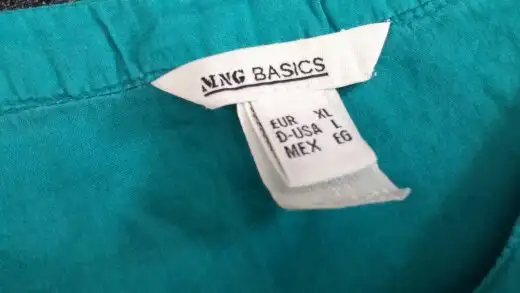 MNG BASICS
EUR XL
D-USA L
MEX EG